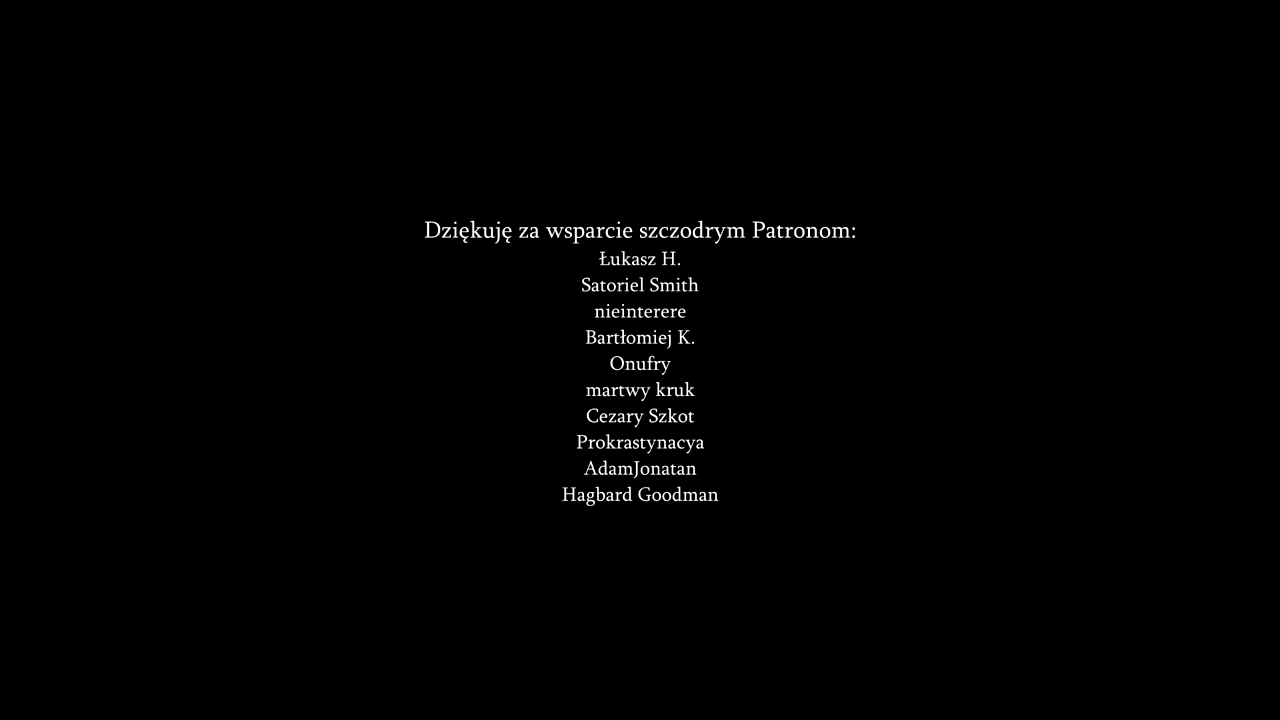 Dziękuję za wsparcie szczodrym Patronom:
Łukasz H.
Satoriel Smith
nieinterere
Bartłomiej K.
Onufry
martwy kruk
Cezary Szkot
Prokrastynacya
AdamJonatan
Hagbard Goodman